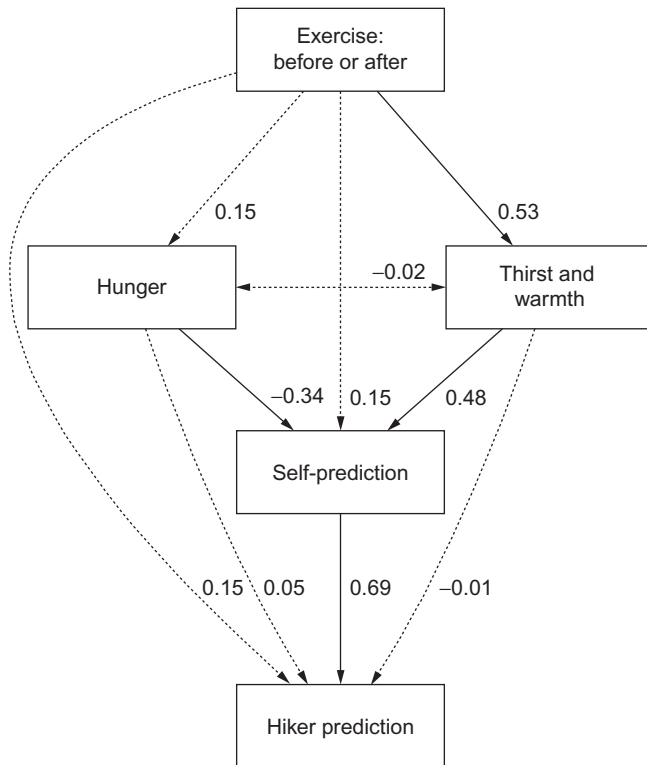 Exercise:
before or after
0.15
0.53
Hunger
–0.02
Thirst and
warmth
–0.34
0.15
0.48
Self-prediction
0.15
0.05
0.69
–0.01
Hiker prediction